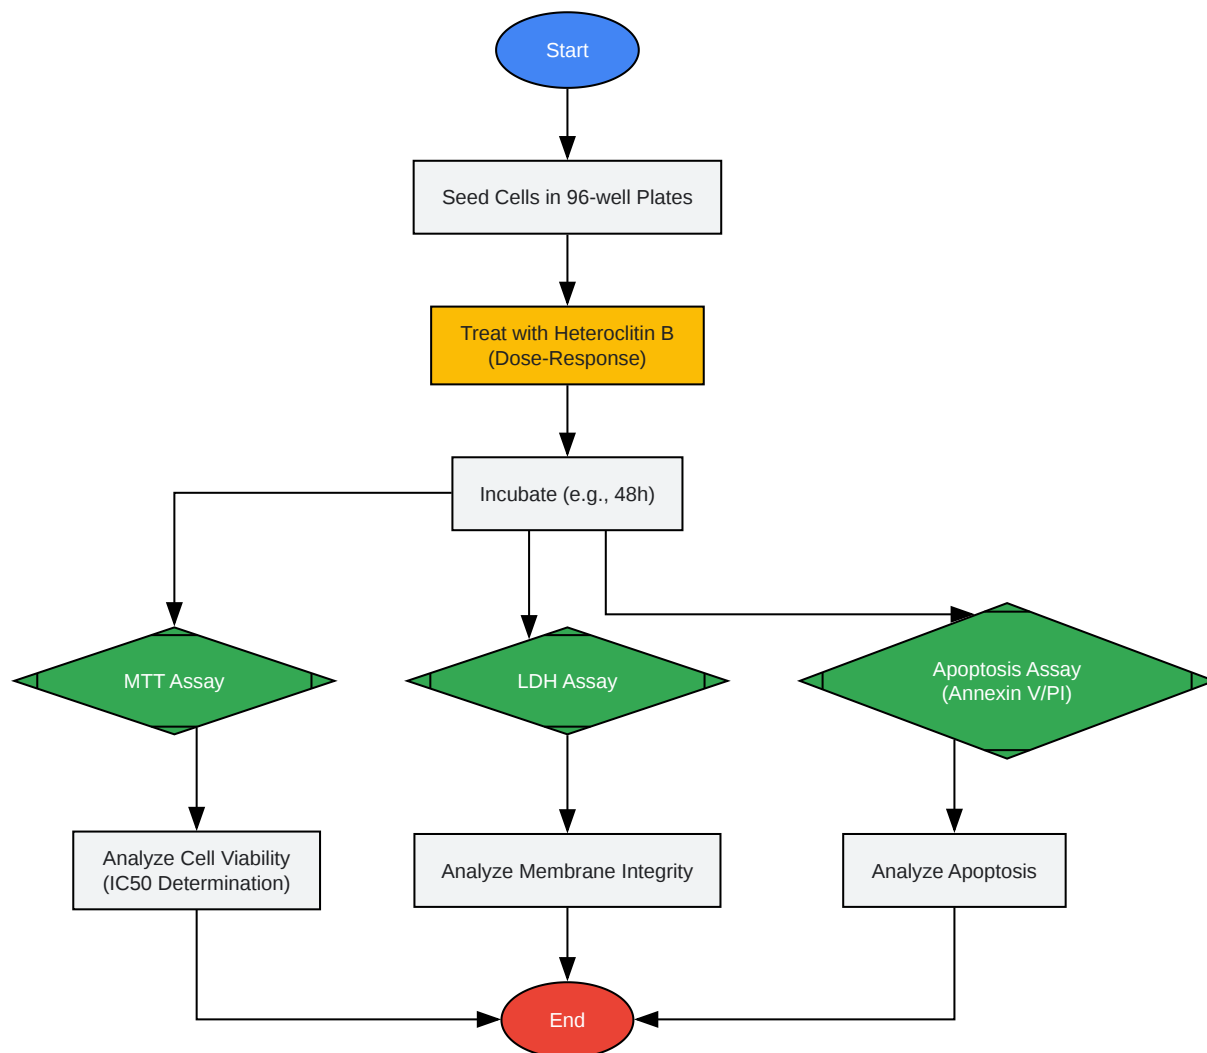 Start
Seed Cells in 96-well Plates
Treat with Heteroclitin B
(Dose-Response)
Incubate (e.g., 48h)
MTT Assay
LDH Assay
Apoptosis Assay
(Annexin V/PI)
Analyze Cell Viability
(IC50 Determination)
Analyze Membrane Integrity
Analyze Apoptosis
End